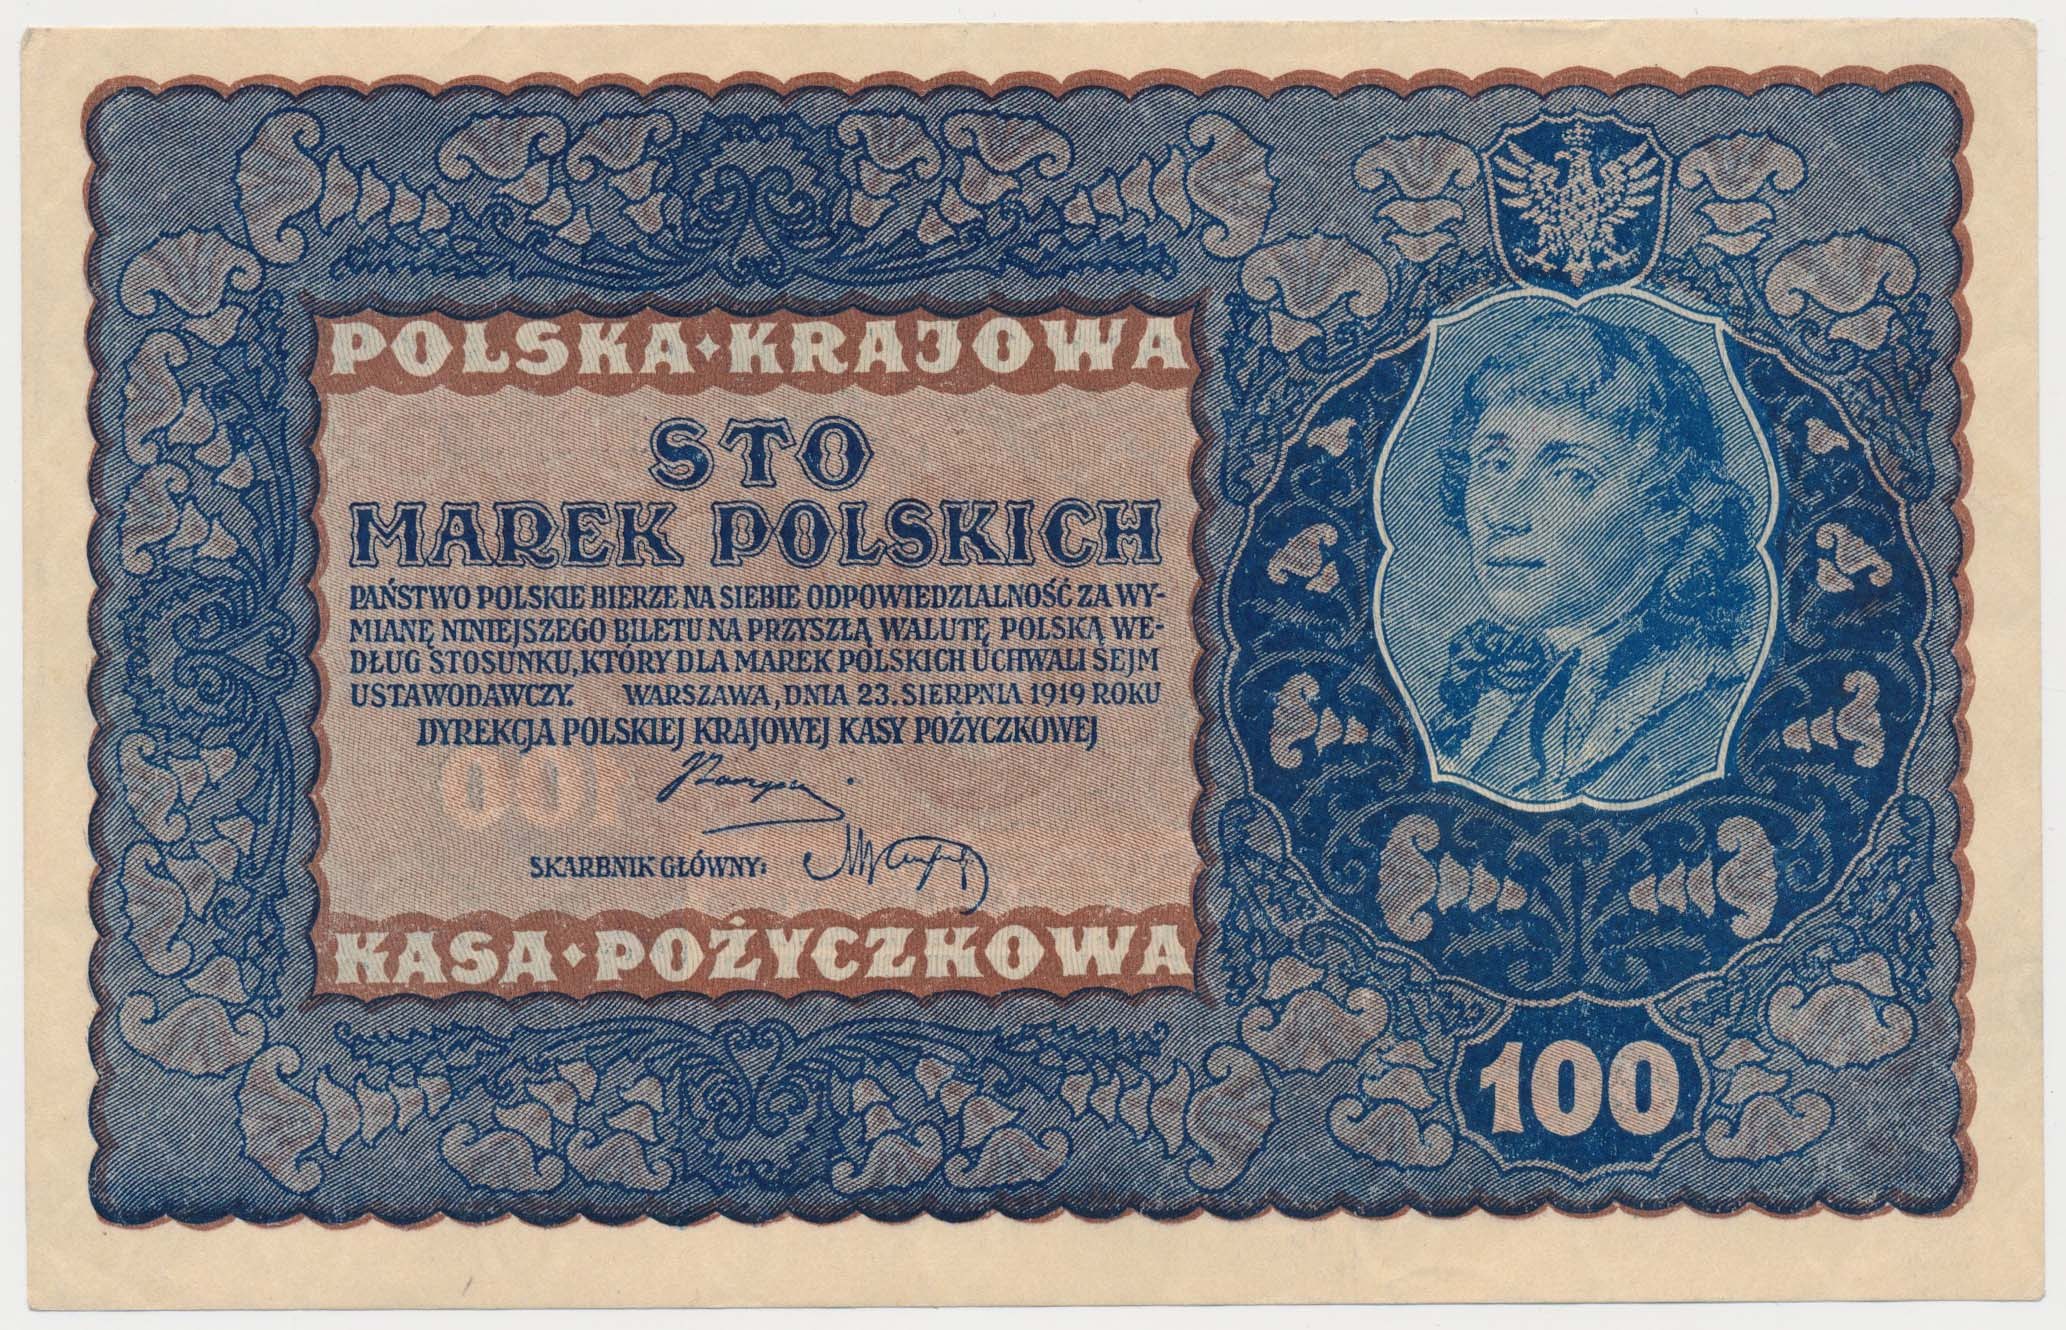 POLSKA · KRAJOWA
STO
MAREK POLSKICH
PAŃSTWO POLSKIE BIERZE NA SIEBIE ODPOWIEDZIALNOŚĆ ZA WY-
MIANĘ NINIEJSZEGO BILETU NA PRZYSZŁĄ WALUTĘ POLSKĄ WE-
DŁUG STOSUNKU, KTÓRY DLA MAREK POLSKICH UCHWALI SEJM
USTAWODAWCZY. WARSZAWA, DNIA 23. SIERPNIA 1919 ROKU
DYREKCJA POLSKIEJ KRAJOWEJ KASY POŻYCZKOWEJ
SKARBNIK GŁÓWNY:
KASA · POŻYCZKOWA
100